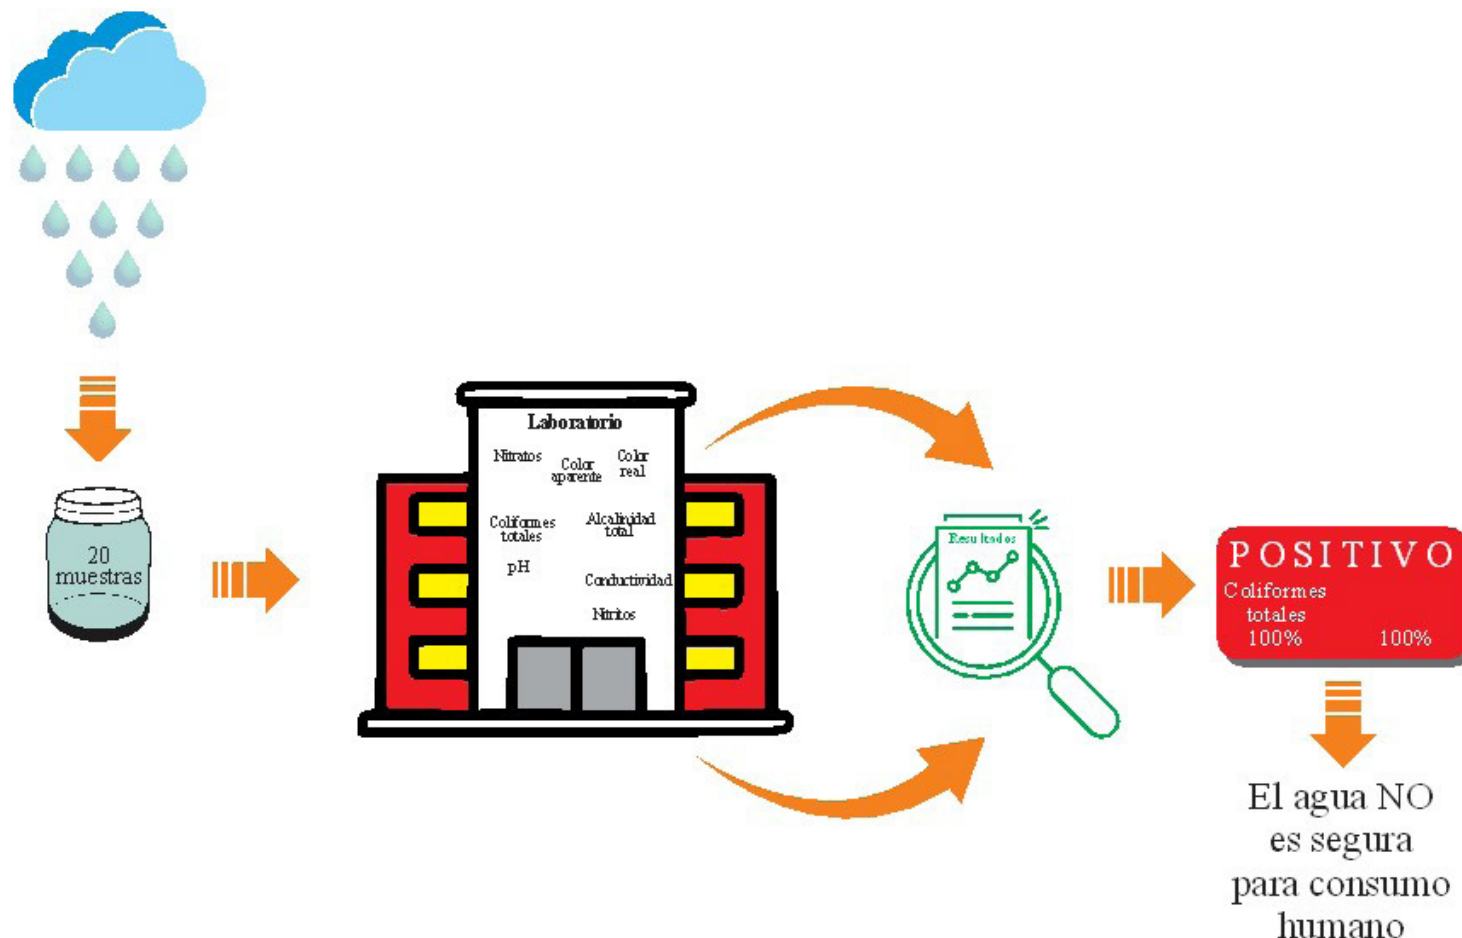 20
muestras
Laboratorio
Nitratos
Color
aparente
Color
real
Coliformes
totales
Alcalinidad
total
pH
Conductividad
Nitritos
Resultados
POSITIVO
Coliformes
totales
100% 100%
El agua NO
es segura
para consumo
humano